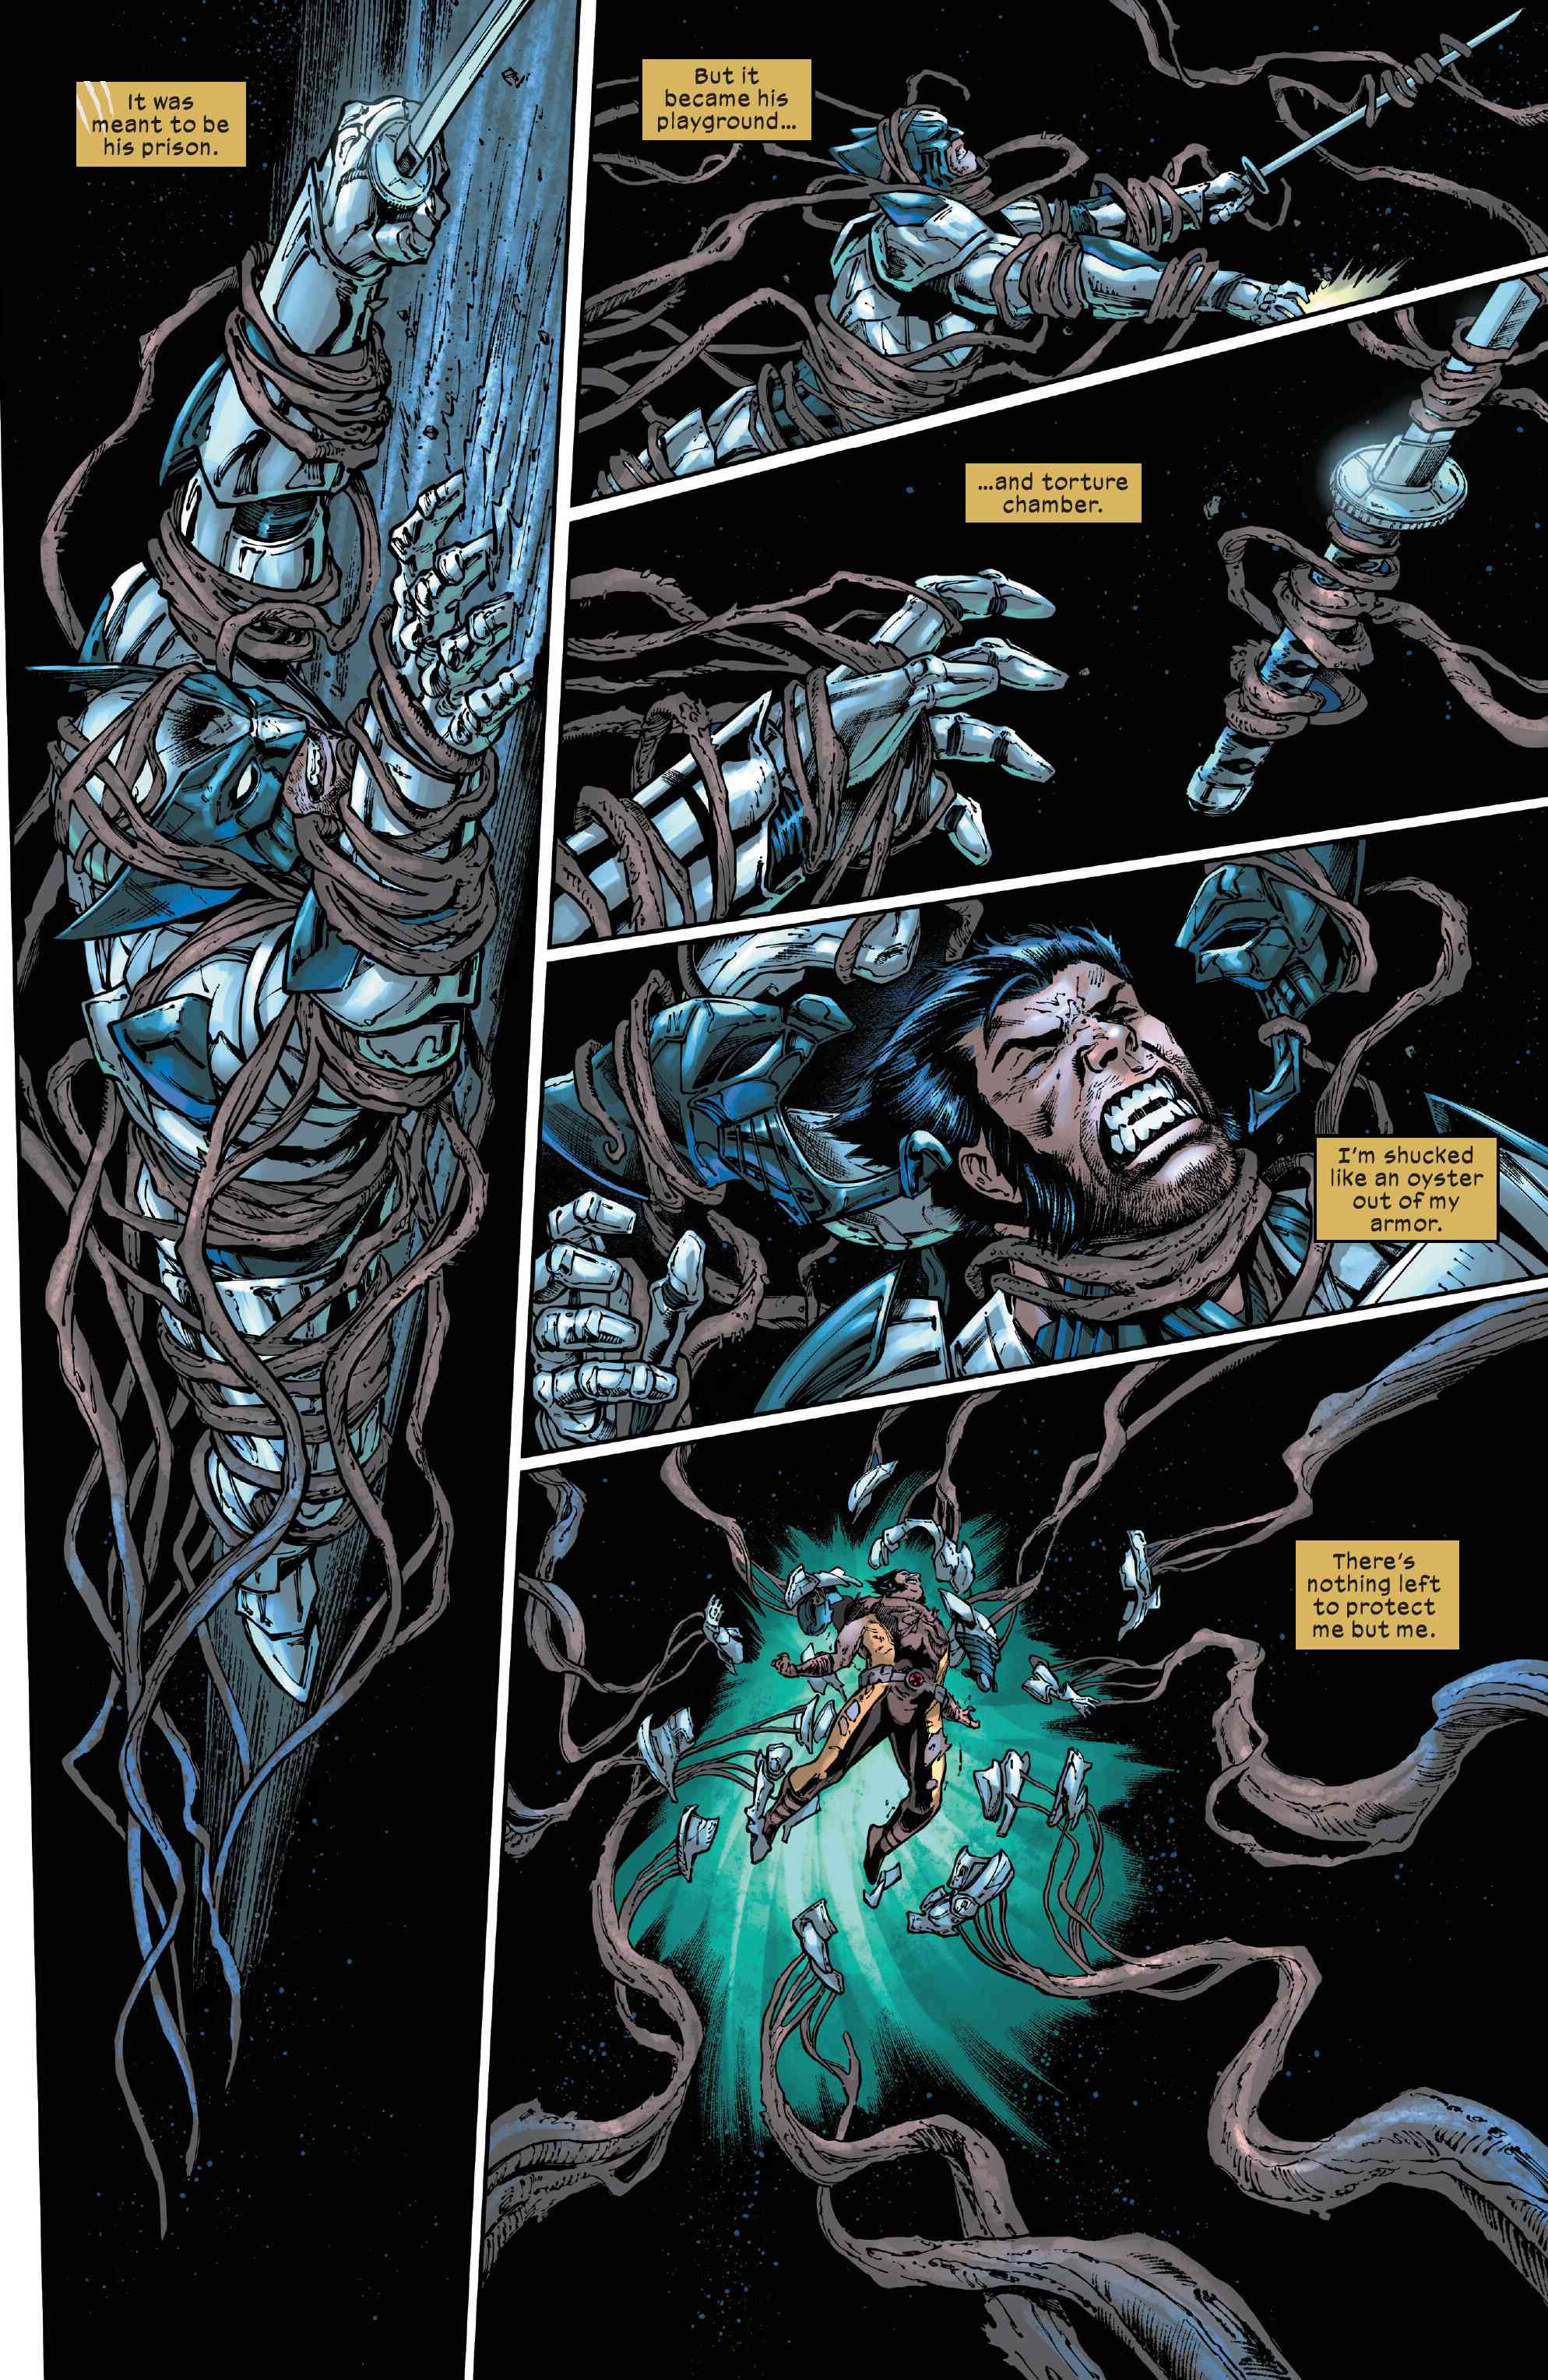 It was
meant to be
his prison.
But it
became his
playground...
...and torture
chamber.
I'm shucked
like an oyster
out of my
armor.
There's
nothing left
to protect
me but me.